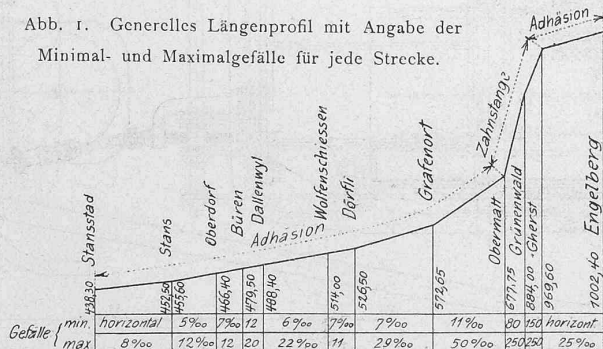 Abb. 1. Generelles Längenprofil mit Angabe der
Minimal- und Maximalgefälle für jede Strecke.
Adhäsion
Zahnstange
Adhäsion
Stansstad
Stans
Oberdorf
Büren
Dallenwyl
Wolfenschiessen
Dörfli
Grafenort
Obermatt
Grünenwald
Gherst
Engelberg
438,30
452,50
455,60
466,40
479,50
488,40
514,00
526,50
573,65
677,75
884,00
969,60
1002,40
Gefälle
min. horizontal 5‰ 7‰ 12 6‰ 7‰ 7‰ 11‰ 80 150 horizont.
max 8‰ 12‰ 12 20 22‰ 11 29‰ 50‰ 250 250 25‰